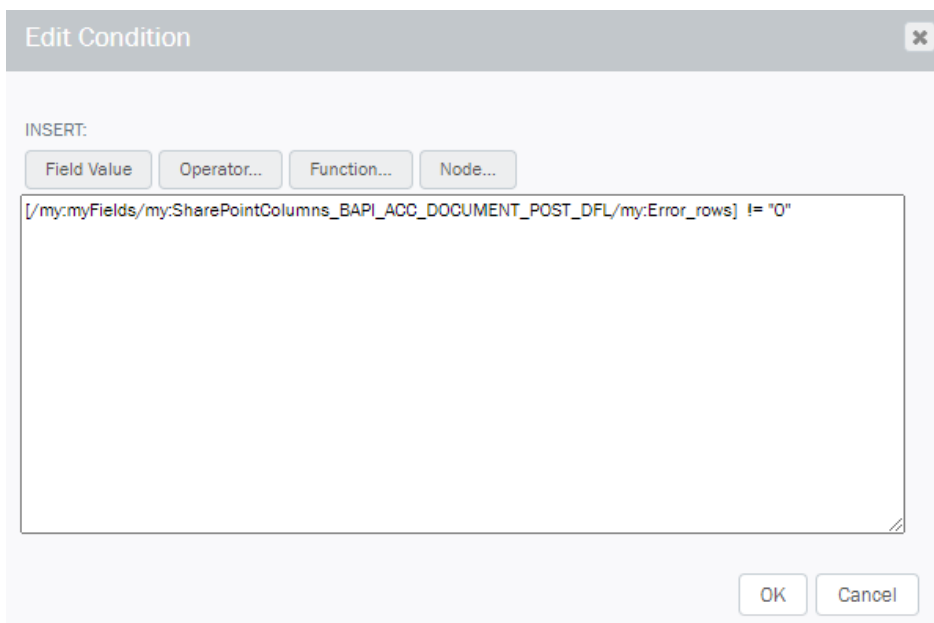 Edit Condition
INSERT:
Field Value Operator... Function... Node...
[/my:myFields/my:SharePointColumns_BAPI_ACC_DOCUMENT_POST_DFL/my:Error_rows] != "0"
OK Cancel